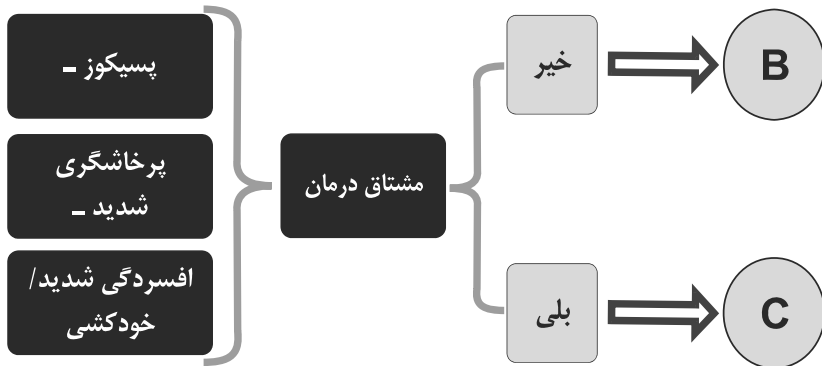 پسیکوز -
پرخاشگری
شدید -
افسردگی شدید/
خودکشی
مشتاق درمان
خیر
B
بلی
C